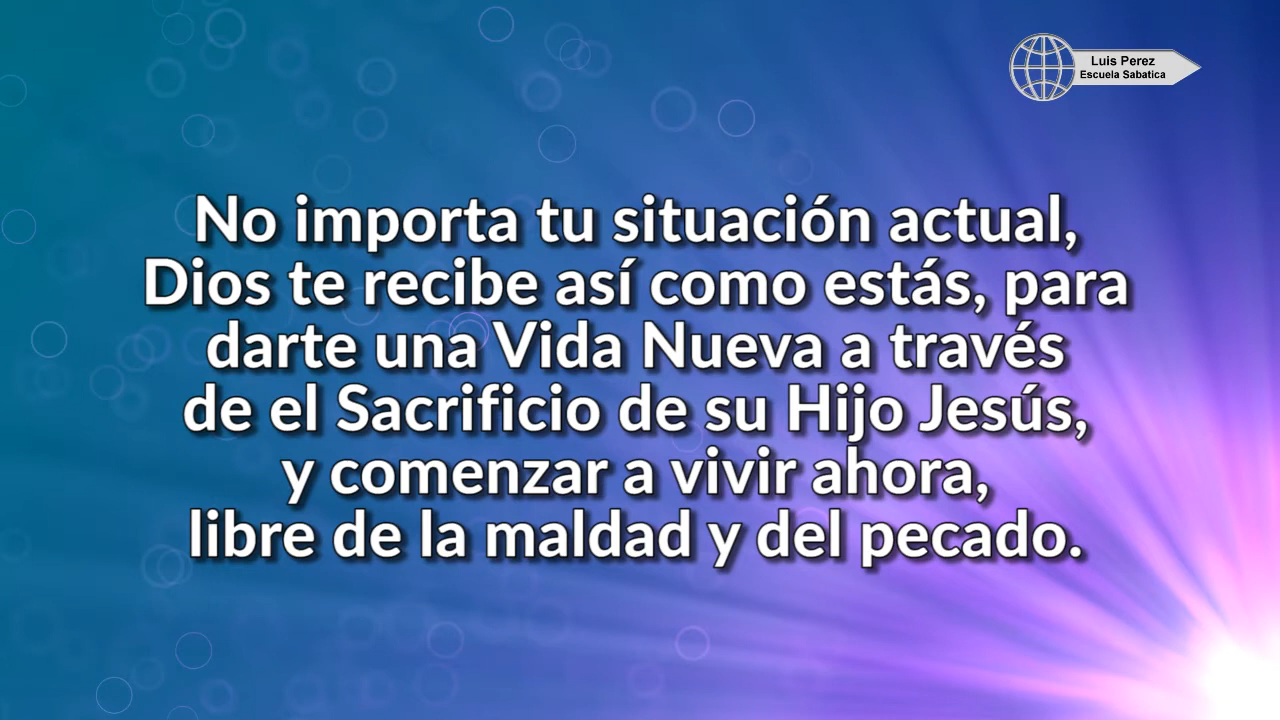 Luis Perez
Escuela Sabatica
No importa tu situación actual,
Dios te recibe así como estás, para
darte una Vida Nueva a través
de el Sacrificio de su Hijo Jesús,
y comenzar a vivir ahora,
libre de la maldad y del pecado.